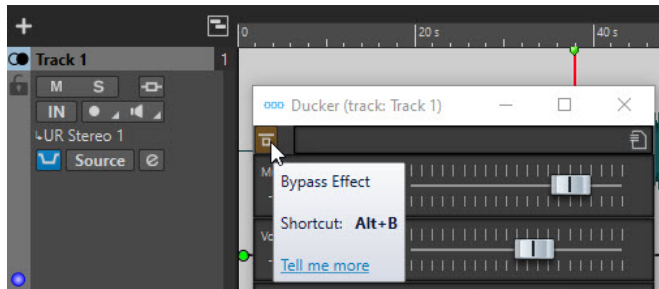 0
20 s
40 s
Track 1
1
M S
IN
UR Stereo 1
Source e
Ducker (track: Track 1)
Bypass Effect
Shortcut: Alt+B
Tell me more